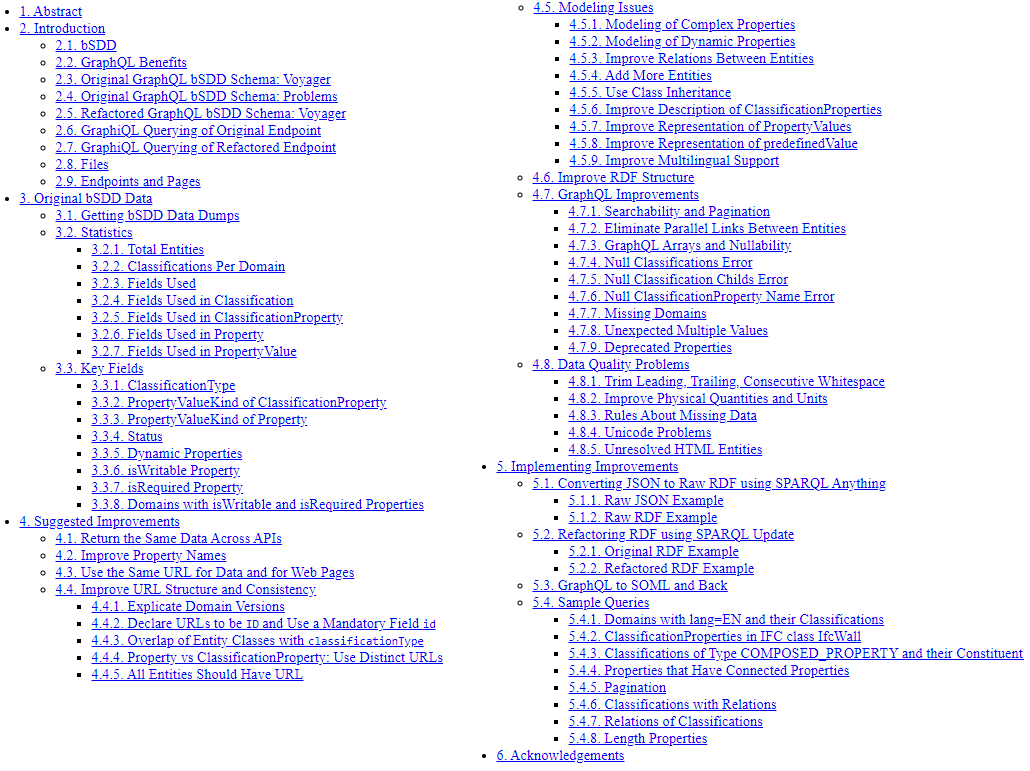 1. Abstract
2. Introduction
2.1. bSDD
2.2. GraphQL Benefits
2.3. Original GraphQL bSDD Schema: Voyager
2.4. Original GraphQL bSDD Schema: Problems
2.5. Refactored GraphQL bSDD Schema: Voyager
2.6. GraphiQL Querying of Original Endpoint
2.7. GraphiQL Querying of Refactored Endpoint
2.8. Files
2.9. Endpoints and Pages
3. Original bSDD Data
3.1. Getting bSDD Data Dumps
3.2. Statistics
3.2.1. Total Entities
3.2.2. Classifications Per Domain
3.2.3. Fields Used
3.2.4. Fields Used in Classification
3.2.5. Fields Used in ClassificationProperty
3.2.6. Fields Used in Property
3.2.7. Fields Used in PropertyValue
3.3. Key Fields
3.3.1. ClassificationType
3.3.2. PropertyValueKind of ClassificationProperty
3.3.3. PropertyValueKind of Property
3.3.4. Status
3.3.5. Dynamic Properties
3.3.6. isWritable Property
3.3.7. isRequired Property
3.3.8. Domains with isWritable and isRequired Properties
4. Suggested Improvements
4.1. Return the Same Data Across APIs
4.2. Improve Property Names
4.3. Use the Same URL for Data and for Web Pages
4.4. Improve URL Structure and Consistency
4.4.1. Explicate Domain Versions
4.4.2. Declare URLs to be ID and Use a Mandatory Field id
4.4.3. Overlap of Entity Classes with classificationType
4.4.4. Property vs ClassificationProperty: Use Distinct URLs
4.4.5. All Entities Should Have URL
4.5. Modeling Issues
4.5.1. Modeling of Complex Properties
4.5.2. Modeling of Dynamic Properties
4.5.3. Improve Relations Between Entities
4.5.4. Add More Entities
4.5.5. Use Class Inheritance
4.5.6. Improve Description of ClassificationProperties
4.5.7. Improve Representation of PropertyValues
4.5.8. Improve Representation of predefinedValue
4.5.9. Improve Multilingual Support
4.6. Improve RDF Structure
4.7. GraphQL Improvements
4.7.1. Searchability and Pagination
4.7.2. Eliminate Parallel Links Between Entities
4.7.3. GraphQL Arrays and Nullability
4.7.4. Null Classifications Error
4.7.5. Null Classification Childs Error
4.7.6. Null ClassificationProperty Name Error
4.7.7. Missing Domains
4.7.8. Unexpected Multiple Values
4.7.9. Deprecated Properties
4.8. Data Quality Problems
4.8.1. Trim Leading, Trailing, Consecutive Whitespace
4.8.2. Improve Physical Quantities and Units
4.8.3. Rules About Missing Data
4.8.4. Unicode Problems
4.8.5. Unresolved HTML Entities
5. Implementing Improvements
5.1. Converting JSON to Raw RDF using SPARQL Anything
5.1.1. Raw JSON Example
5.1.2. Raw RDF Example
5.2. Refactoring RDF using SPARQL Update
5.2.1. Original RDF Example
5.2.2. Refactored RDF Example
5.3. GraphQL to SOML and Back
5.4. Sample Queries
5.4.1. Domains with lang=EN and their Classifications
5.4.2. ClassificationProperties in IFC class IfcWall
5.4.3. Classifications of Type COMPOSED_PROPERTY and their Constituent
5.4.4. Properties that Have Connected Properties
5.4.5. Pagination
5.4.6. Classifications with Relations
5.4.7. Relations of Classifications
5.4.8. Length Properties
6. Acknowledgements